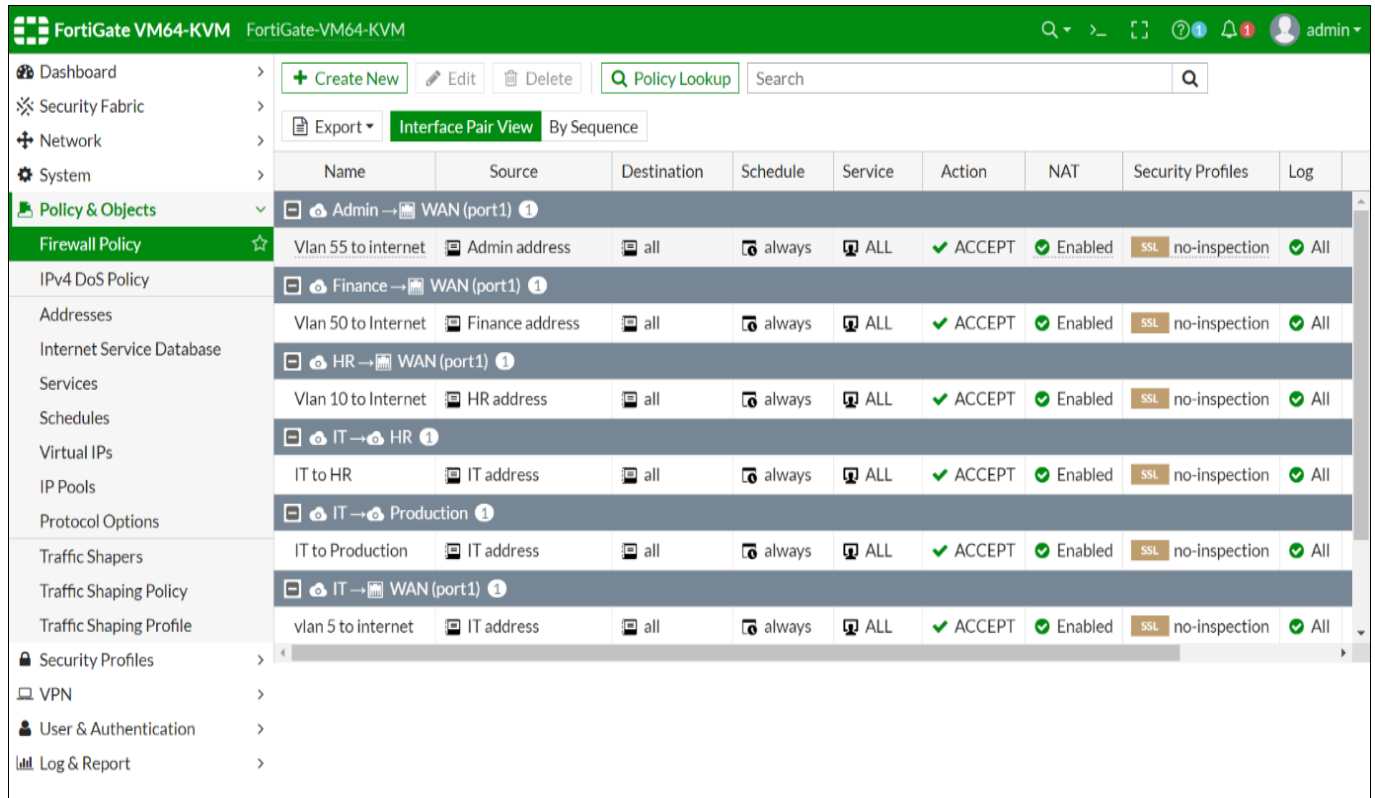 FortiGate VM64-KVM FortiGate-VM64-KVM >_ 1 1 admin
Dashboard
Security Fabric
Network
System
Policy & Objects
Firewall Policy
IPv4 DoS Policy
Addresses
Internet Service Database
Services
Schedules
Virtual IPs
IP Pools
Protocol Options
Traffic Shapers
Traffic Shaping Policy
Traffic Shaping Profile
Security Profiles
VPN
User & Authentication
Log & Report
+ Create New Edit Delete Policy Lookup Search
Export Interface Pair View By Sequence
Name Source Destination Schedule Service Action NAT Security Profiles Log
Admin → WAN (port1) 1
Vlan 55 to internet Admin address all always ALL ACCEPT Enabled SSL no-inspection All
Finance → WAN (port1) 1
Vlan 50 to Internet Finance address all always ALL ACCEPT Enabled SSL no-inspection All
HR → WAN (port1) 1
Vlan 10 to Internet HR address all always ALL ACCEPT Enabled SSL no-inspection All
IT → HR 1
IT to HR IT address all always ALL ACCEPT Enabled SSL no-inspection All
IT → Production 1
IT to Production IT address all always ALL ACCEPT Enabled SSL no-inspection All
IT → WAN (port1) 1
vlan 5 to internet IT address all always ALL ACCEPT Enabled SSL no-inspection All